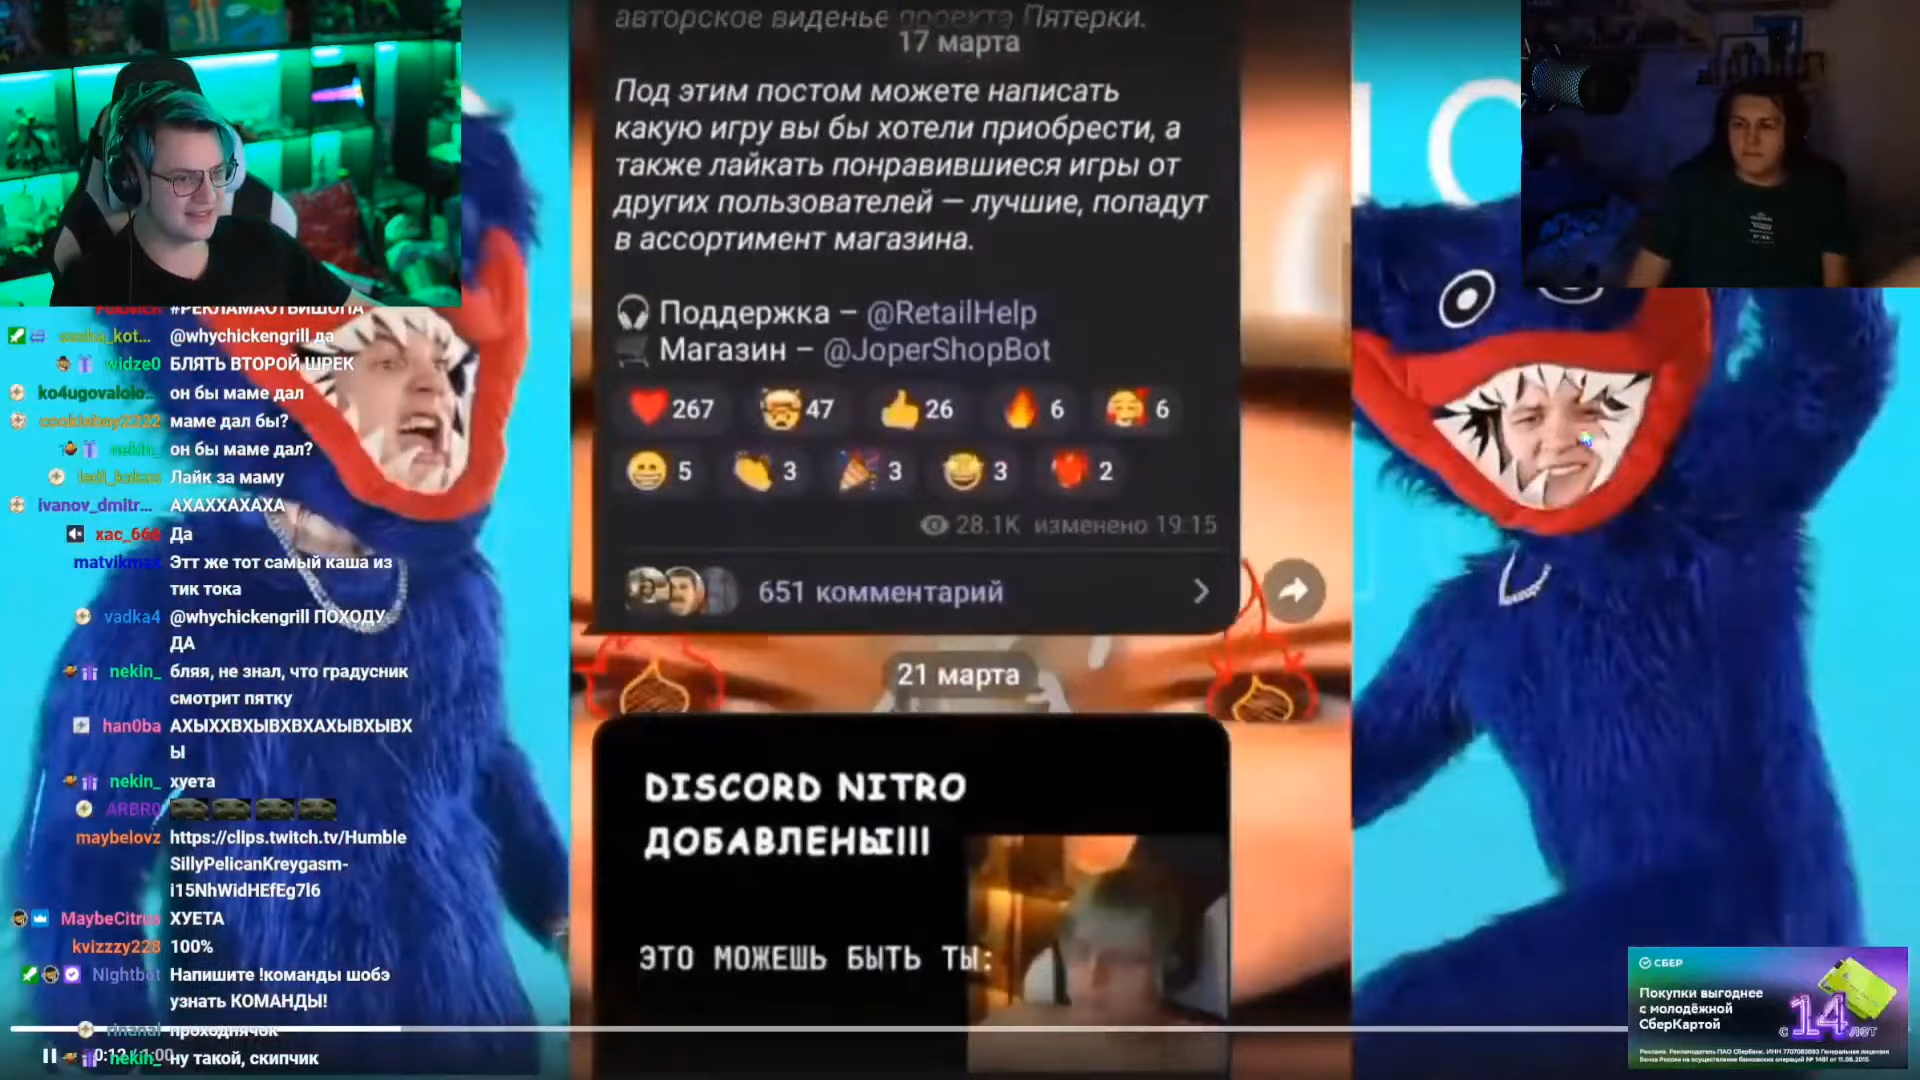 авторское виденье проекта Пятерки.
17 марта
Под этим постом можете написать
какую игру вы бы хотели приобрести, а
также лайкать понравившиеся игры от
других пользователей — лучшие, попадут
в ассортимент магазина.
Поддержка – @RetailHelp
Магазин – @JoperShopBot
267 47 26 6 6
5 3 3 3 2
28.1K изменено 19:15
651 комментарий
21 марта
DISCORD NITRO
ДОБАВЛЕНЫ!!!
ЭТО МОЖЕШЬ БЫТЬ ТЫ:
#РЕКЛАМАОТБИШОПА
@whychickengrill да
widze0 БЛЯТЬ ВТОРОЙ ШРЕК
он бы маме дал
маме дал бы?
nekin_ он бы маме дал?
Лайк за маму
ivanov_dmitr... АХАХХАХАХА
xac_666 Да
Этт же тот самый каша из
тик тока
vadka4 @whychickengrill ПОХОДУ
ДА
nekin_ бляя, не знал, что градусник
смотрит пятку
han0ba АХЫХХВХЫВХВХАХЫВХЫВХ
Ы
nekin_ хуета
ARBR0
maybelovz https://clips.twitch.tv/Humble
SillyPelicanKreygasm-
i15NhWidHEfEg7l6
MaybeCitrus ХУЕТА
kvizzzy228 100%
Nightbot Напишите !команды шобэ
узнать КОМАНДЫ!
проходнячок
nekin_ ну такой, скипчик
0:12 / 1:00
СБЕР
Покупки выгоднее
с молодёжной
СберКартой
с 14 лет